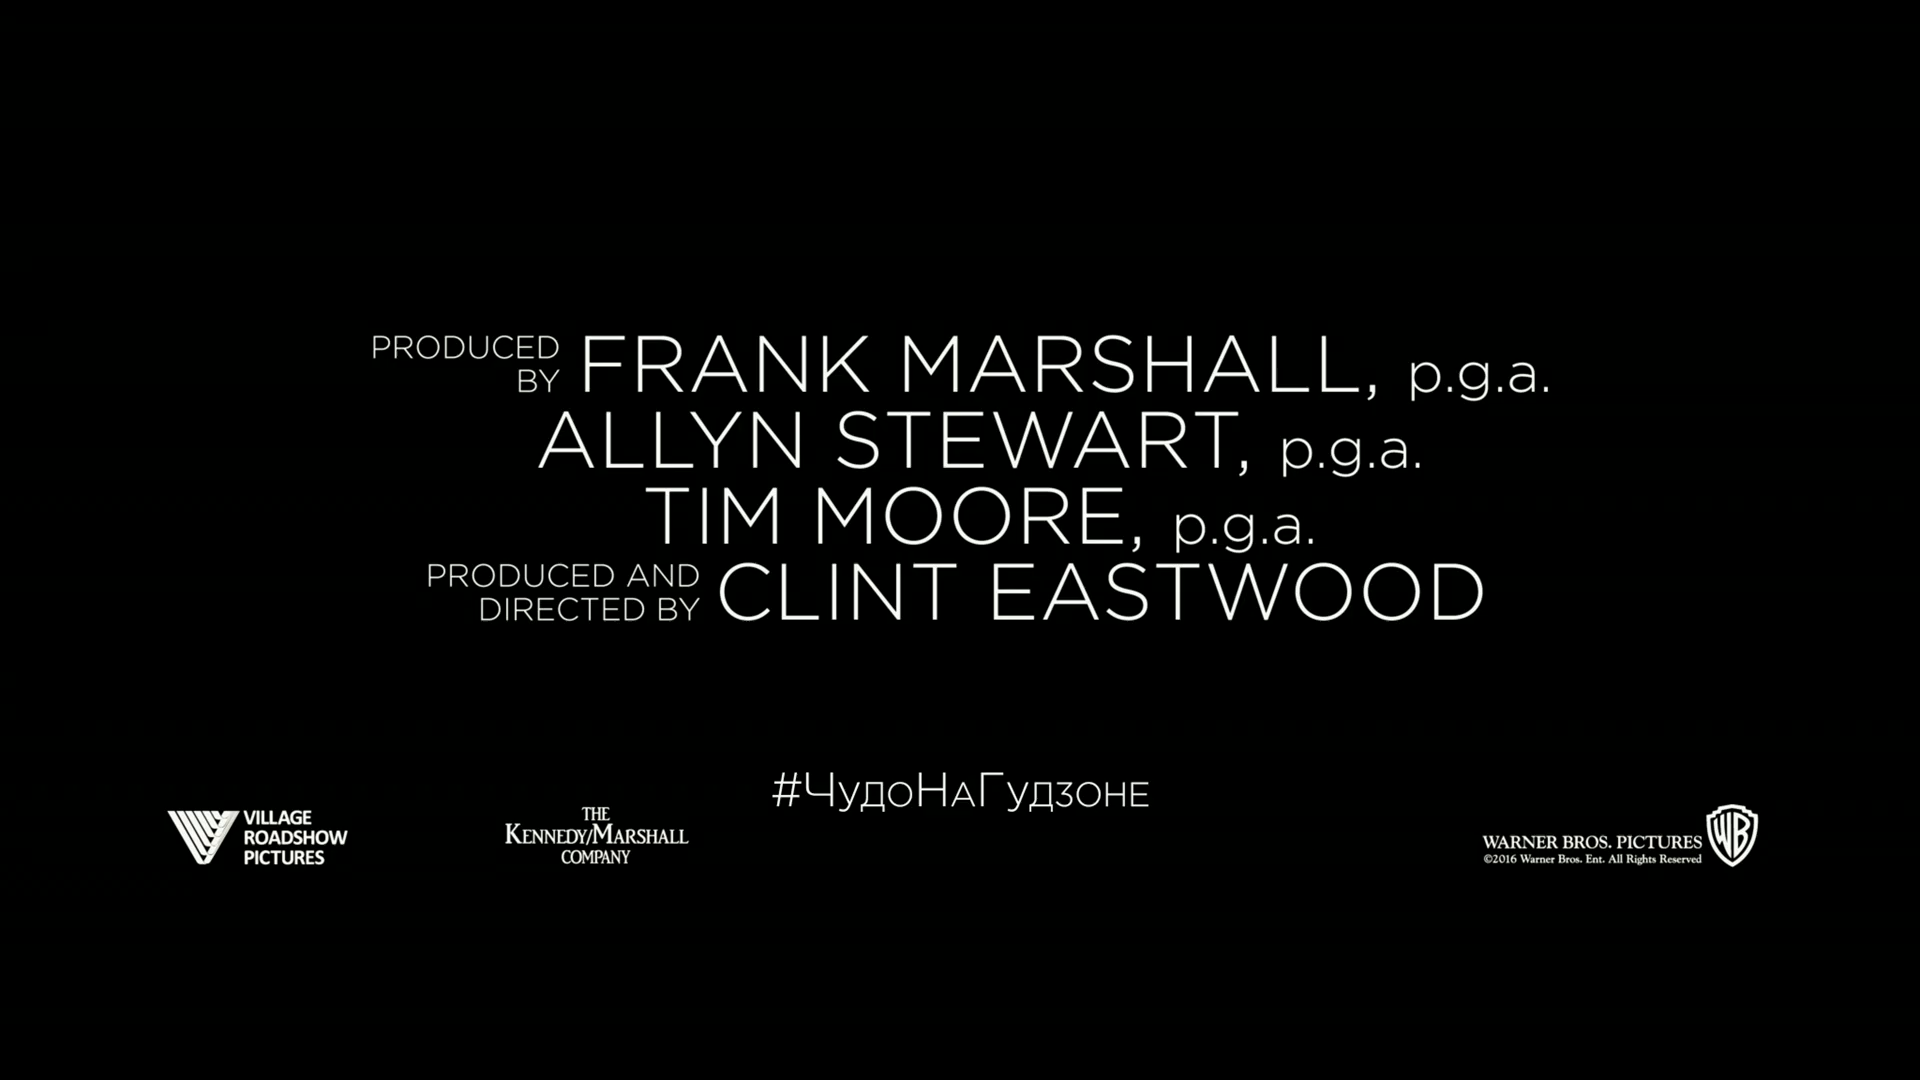 PRODUCED BY FRANK MARSHALL, p.g.a.
ALLYN STEWART, p.g.a.
TIM MOORE, p.g.a.
PRODUCED AND DIRECTED BY CLINT EASTWOOD
#ЧудоНаГудзоне
VILLAGE
ROADSHOW
PICTURES
THE
KENNEDY/MARSHALL
COMPANY
WARNER BROS. PICTURES
©2016 Warner Bros. Ent. All Rights Reserved
WB